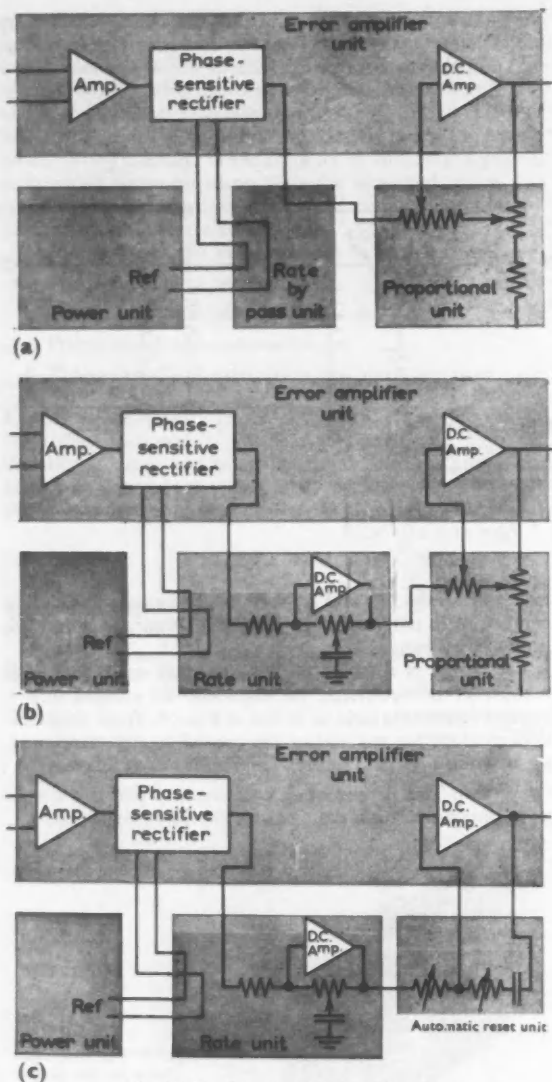 Error amplifier
unit
Amp.
Phase-
sensitive
rectifier
D.C.
Amp
Ref
Power unit
Rate
by
pass unit
Proportional
unit
(a)
Error amplifier
unit
Amp.
Phase-
sensitive
rectifier
D.C.
Amp.
D.C.
Amp
Ref
Power unit
Rate unit
Proportional
unit
(b)
Error amplifier
unit
Amp.
Phase-
sensitive
rectifier
D.C.
Amp.
D.C.
Amp
Ref
Power unit
Rate unit
Automatic reset unit
(c)